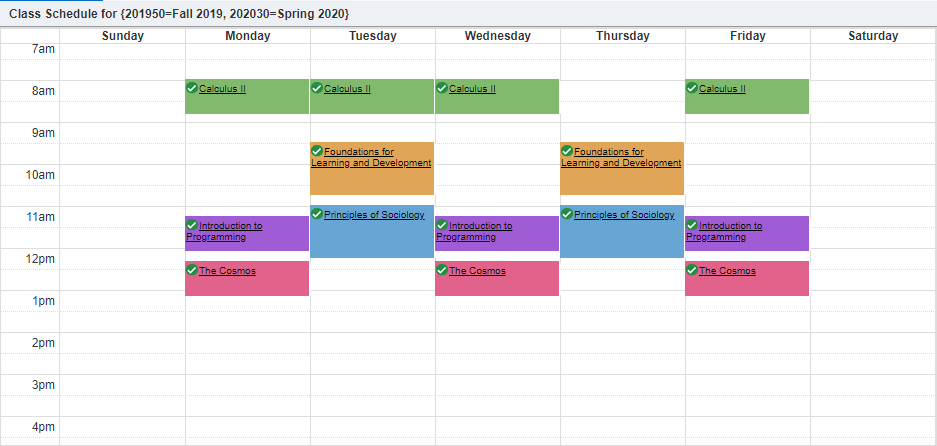 Class Schedule for {201950=Fall 2019, 202030=Spring 2020}
Sunday Monday Tuesday Wednesday Thursday Friday Saturday
7am
8am
Calculus II Calculus II Calculus II Calculus II
9am
Foundations for Foundations for
Learning and Development Learning and Development
10am
11am
Principles of Sociology Principles of Sociology
Introduction to Introduction to Introduction to
Programming Programming Programming
12pm
The Cosmos The Cosmos The Cosmos
1pm
2pm
3pm
4pm